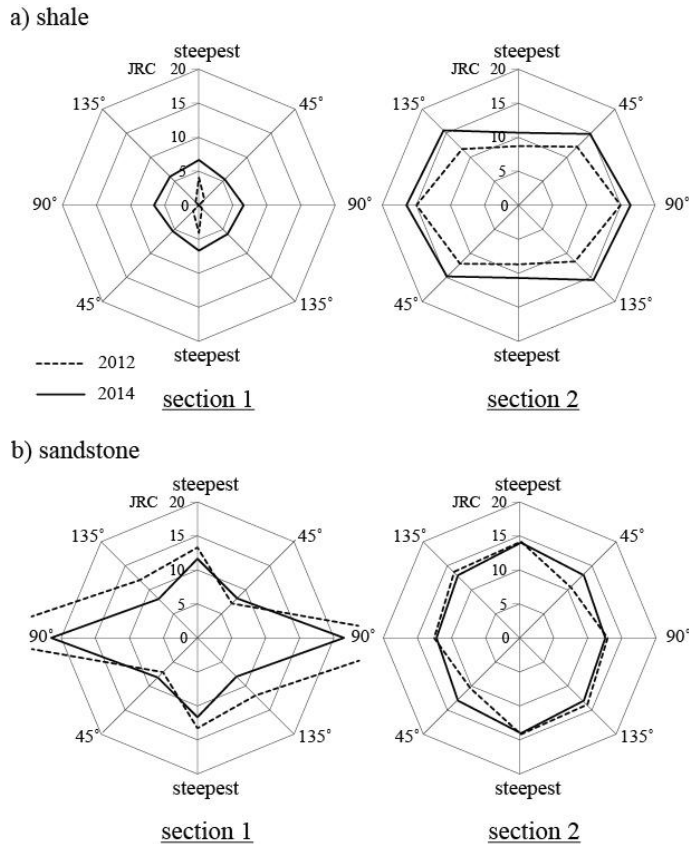 a) shale
steepest
JRC 20
135° 45°
15
10
5
90° 0 90°
45° 135°
steepest
section 1
steepest
JRC 20
135° 45°
15
10
5
90° 0 90°
45° 135°
steepest
section 2
2012
2014
b) sandstone
steepest
JRC 20
135° 45°
15
10
5
90° 0 90°
45° 135°
steepest
section 1
steepest
JRC 20
135° 45°
15
10
5
90° 0 90°
45° 135°
steepest
section 2